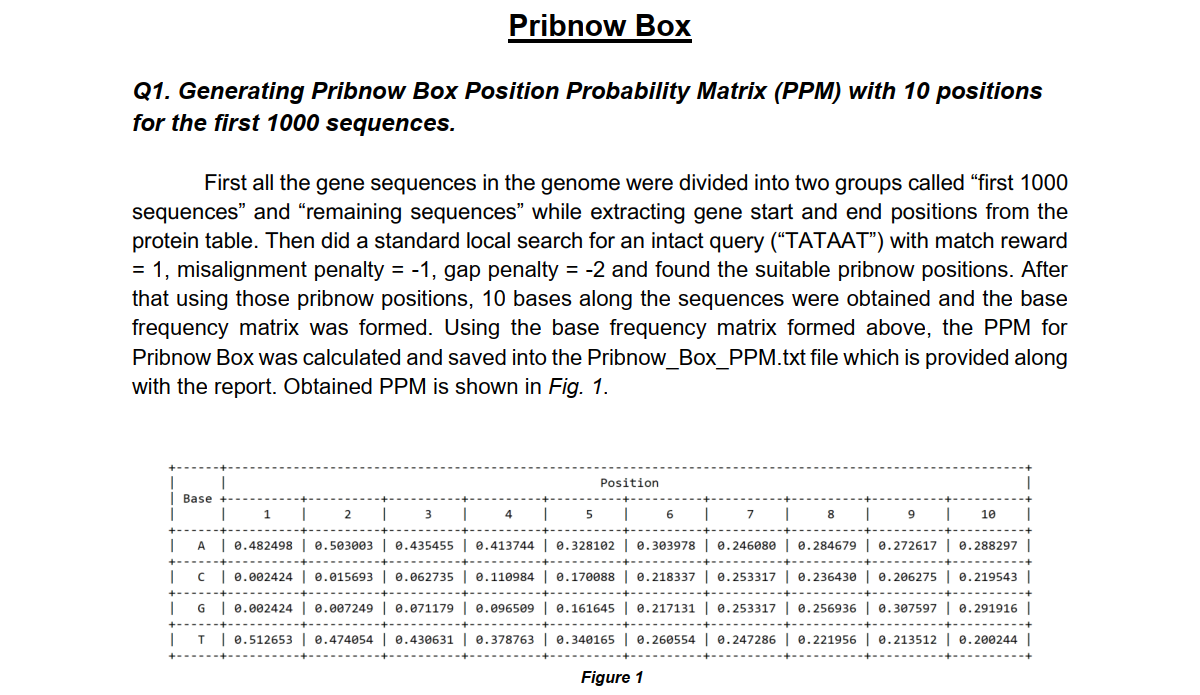 Pribnow Box
Q1. Generating Pribnow Box Position Probability Matrix (PPM) with 10 positions
for the first 1000 sequences.
First all the gene sequences in the genome were divided into two groups called “first 1000
sequences” and “remaining sequences” while extracting gene start and end positions from the
protein table. Then did a standard local search for an intact query (“TATAAT”) with match reward
= 1, misalignment penalty = -1, gap penalty = -2 and found the suitable pribnow positions. After
that using those pribnow positions, 10 bases along the sequences were obtained and the base
frequency matrix was formed. Using the base frequency matrix formed above, the PPM for
Pribnow Box was calculated and saved into the Pribnow_Box_PPM.txt file which is provided along
with the report. Obtained PPM is shown in Fig. 1.
Position
Base
1 2 3 4 5 6 7 8 9 10
A 0.482498 0.503003 0.435455 0.413744 0.328102 0.303978 0.246080 0.284679 0.272617 0.288297
C 0.002424 0.015693 0.062735 0.110984 0.170088 0.218337 0.253317 0.236430 0.206275 0.219543
G 0.002424 0.007249 0.071179 0.096509 0.161645 0.217131 0.253317 0.256936 0.307597 0.291916
T 0.512653 0.474054 0.430631 0.378763 0.340165 0.260554 0.247286 0.221956 0.213512 0.200244
Figure 1